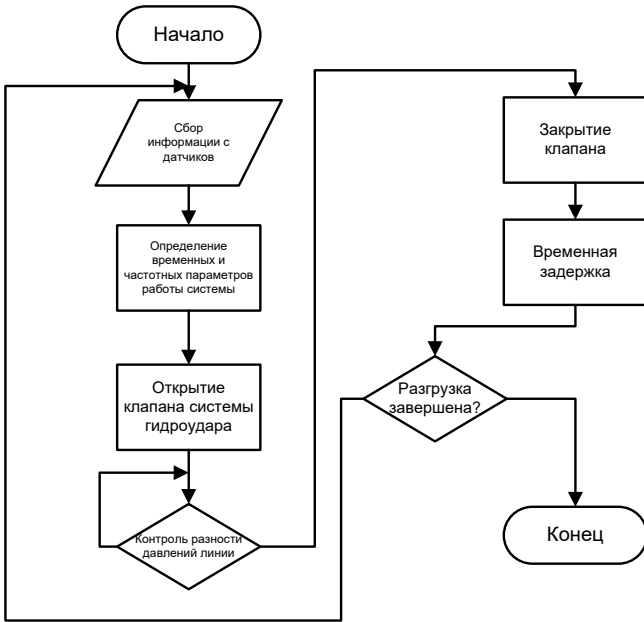 Начало
Сбор
информации с
датчиков
Определение
временных и
частотных параметров
работы системы
Открытие
клапана системы
гидроудара
Контроль разности
давлений линии
Закрытие
клапана
Временная
задержка
Разгрузка
завершена?
Конец